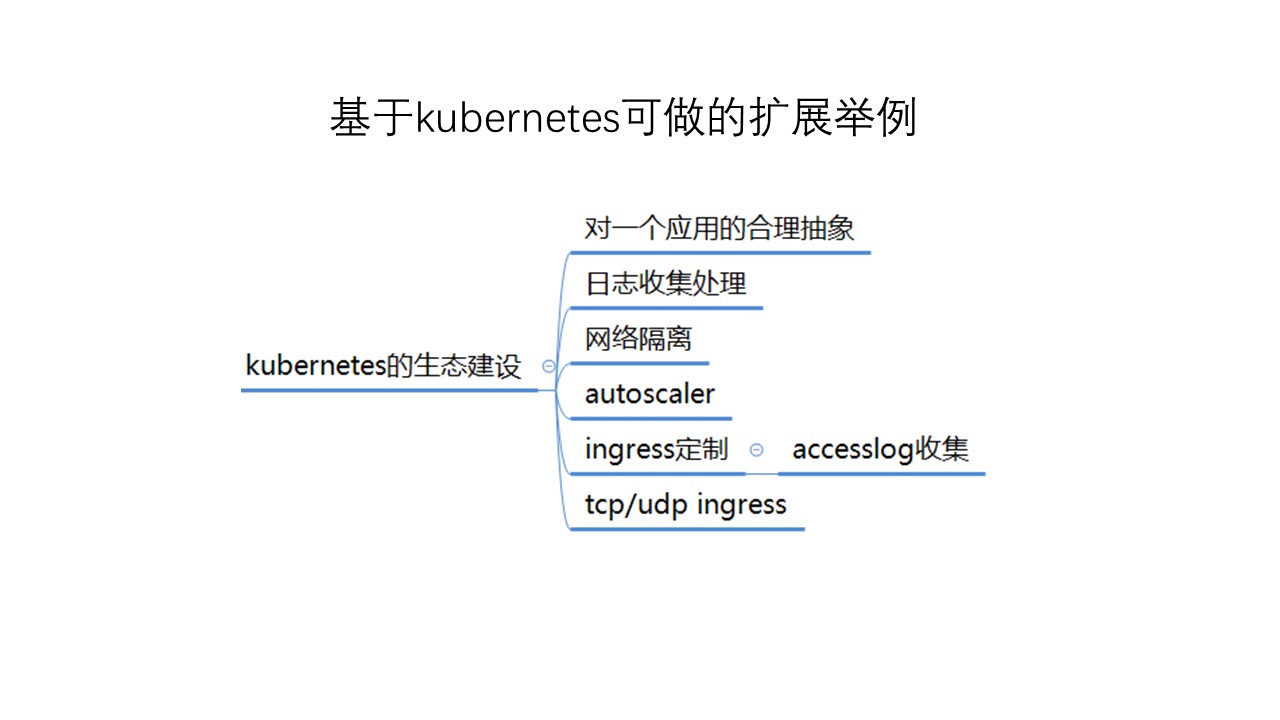 基于kubernetes可做的扩展举例
对一个应用的合理抽象
日志收集处理
网络隔离
kubernetes的生态建设
autoscaler
ingress定制
accesslog收集
tcp/udp ingress